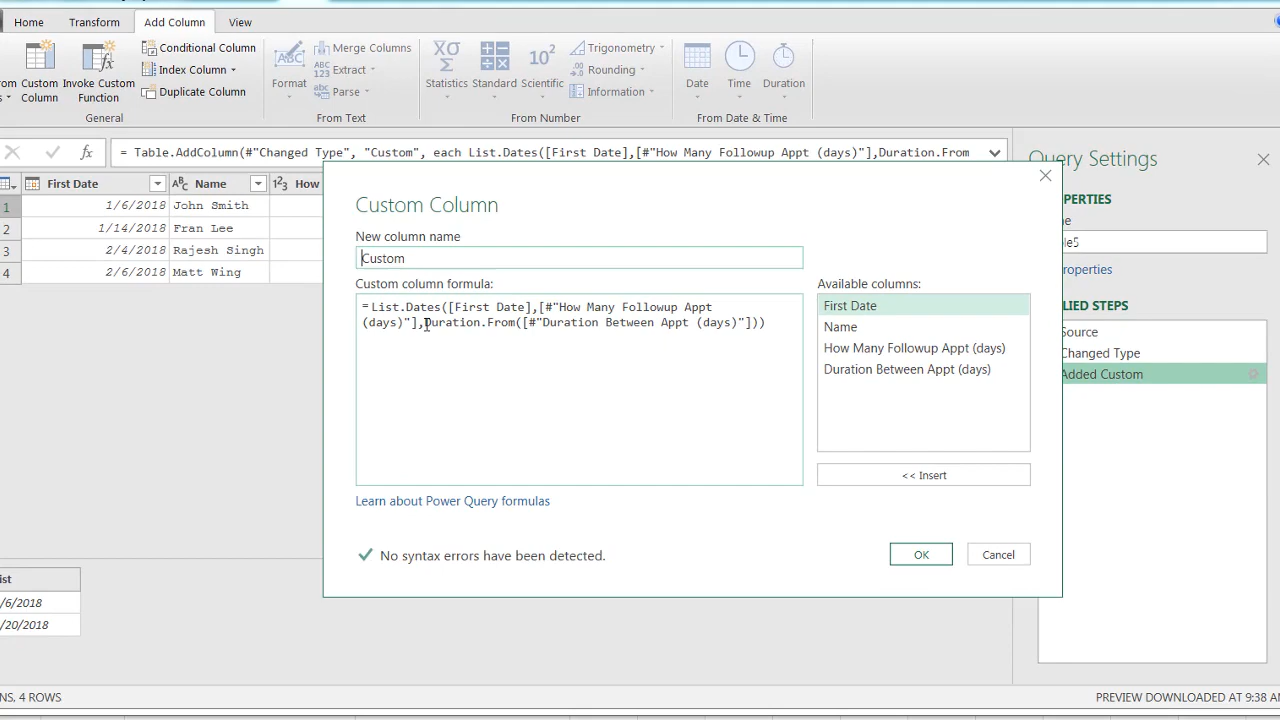 Home
Transform
Add Column
View
Custom
Column
Invoke Custom
Function
Conditional Column
Index Column
Duplicate Column
General
Format
Merge Columns
ABC
123
Extract
Parse
From Text
Statistics
Standard
Scientific
Trigonometry
Rounding
Information
From Number
Date
Time
Duration
From Date & Time
= Table.AddColumn(#"Changed Type", "Custom", each List.Dates([First Date],[#"How Many Followup Appt (days)"],Duration.From
First Date
Name
How
1 1/6/2018 John Smith
2 1/14/2018 Fran Lee
3 2/4/2018 Rajesh Singh
4 2/6/2018 Matt Wing
Custom Column
New column name
Custom
Custom column formula:
=List.Dates([First Date],[#"How Many Followup Appt
(days)"],Duration.From([#"Duration Between Appt (days)"]))
Available columns:
First Date
Name
How Many Followup Appt (days)
Duration Between Appt (days)
<< Insert
Learn about Power Query formulas
No syntax errors have been detected.
OK
Cancel
Query Settings
OPERTIES
me
le5
roperties
LIED STEPS
Source
Changed Type
Added Custom
ist
/6/2018
/20/2018
NS, 4 ROWS
PREVIEW DOWNLOADED AT 9:38 A